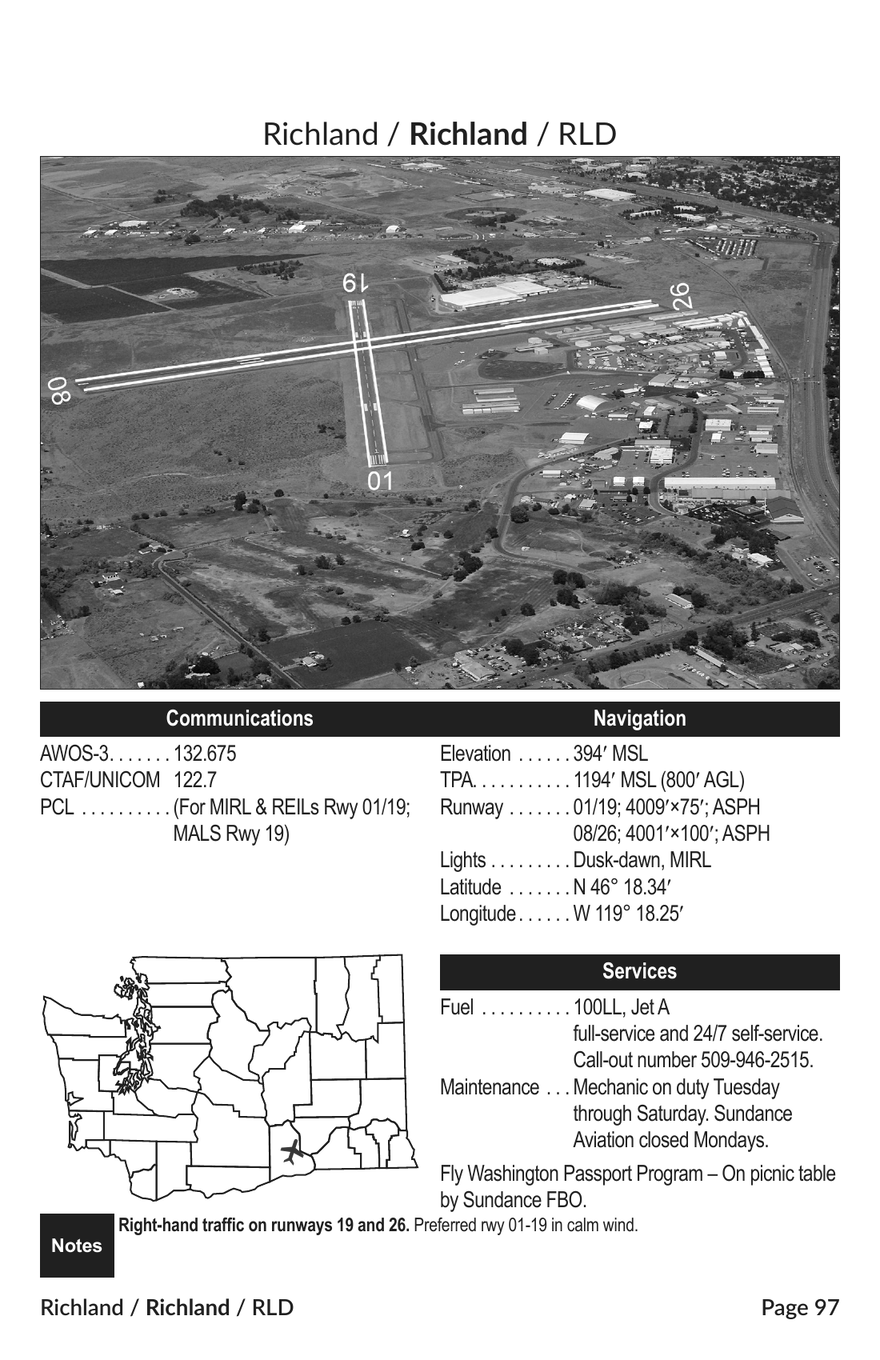 Richland / Richland / RLD
19
26
08
01
Communications
AWOS-3. . . . . . . 132.675
CTAF/UNICOM 122.7
PCL . . . . . . . . . . (For MIRL & REILs Rwy 01/19;
MALS Rwy 19)
Navigation
Elevation . . . . . . 394′ MSL
TPA. . . . . . . . . . . 1194′ MSL (800′ AGL)
Runway . . . . . . . 01/19; 4009′×75′; ASPH
08/26; 4001′×100′; ASPH
Lights . . . . . . . . . Dusk-dawn, MIRL
Latitude . . . . . . . N 46° 18.34′
Longitude . . . . . . W 119° 18.25′
Services
Fuel . . . . . . . . . . 100LL, Jet A
full-service and 24/7 self-service.
Call-out number 509-946-2515.
Maintenance . . . Mechanic on duty Tuesday
through Saturday. Sundance
Aviation closed Mondays.
Fly Washington Passport Program – On picnic table
by Sundance FBO.
Notes
Right-hand traffic on runways 19 and 26. Preferred rwy 01-19 in calm wind.
Richland / Richland / RLD
Page 97